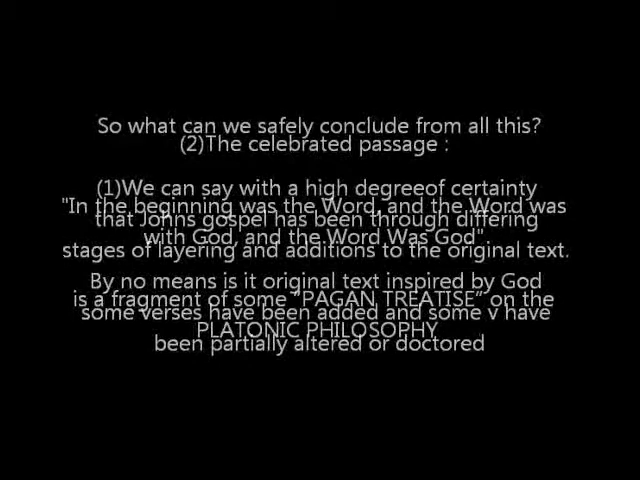 So what can we safely conclude from all this?
(2)The celebrated passage :
(1)We can say with a high degreeof certainty
"In the beginning was the Word, and the Word was
that Johns gospel has been through differing
with God, and the Word Was God".
stages of layering and additions to the original text.
By no means is it original text inspired by God
is a fragment of some “PAGAN TREATISE” on the
some verses have been added and some v have
PLATONIC PHILOSOPHY
been partially altered or doctored